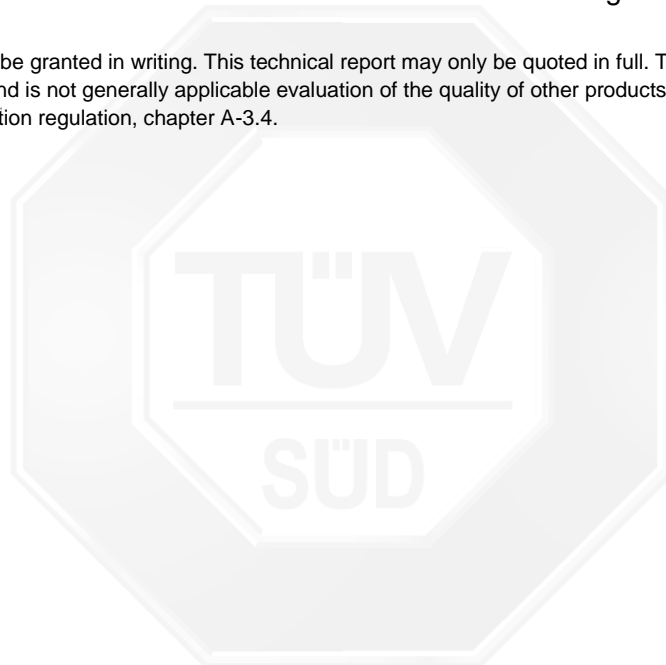 be granted in writing. This technical report may only be quoted in full. T
nd is not generally applicable evaluation of the quality of other products
tion regulation, chapter A-3.4.
TÜV
SÜD